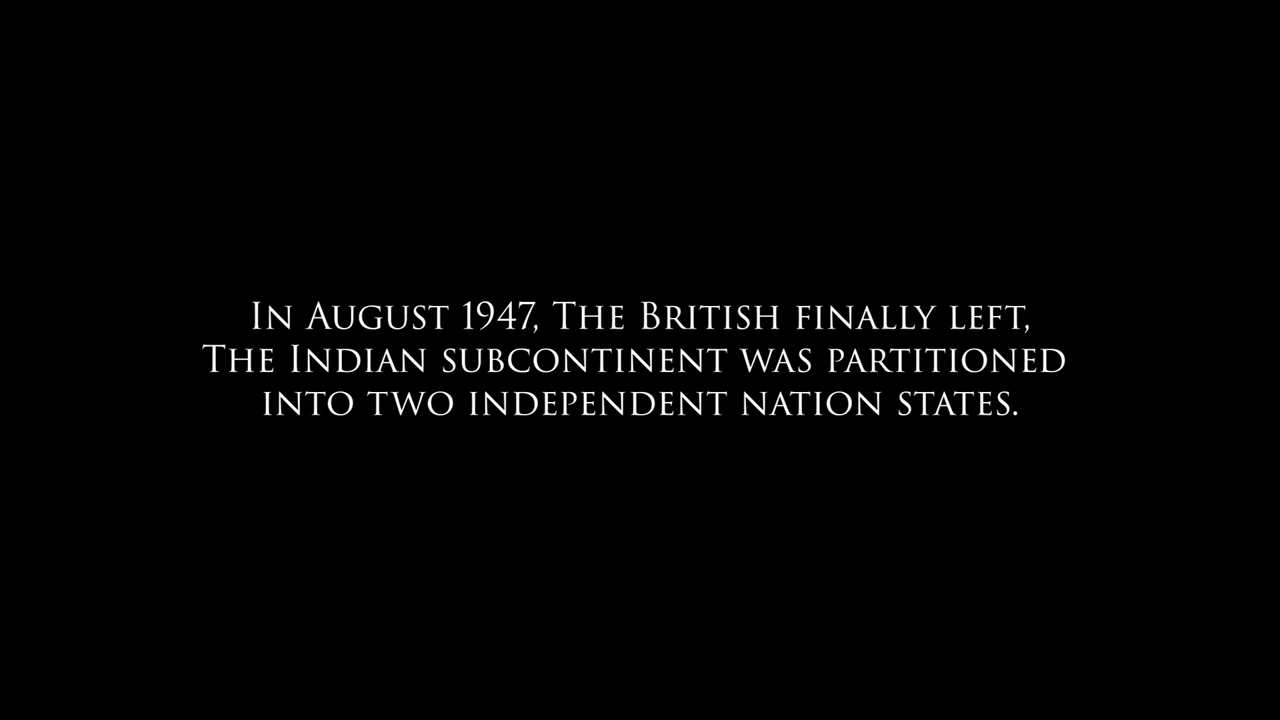 In August 1947, The British finally left,
The Indian subcontinent was partitioned
into two independent nation states.